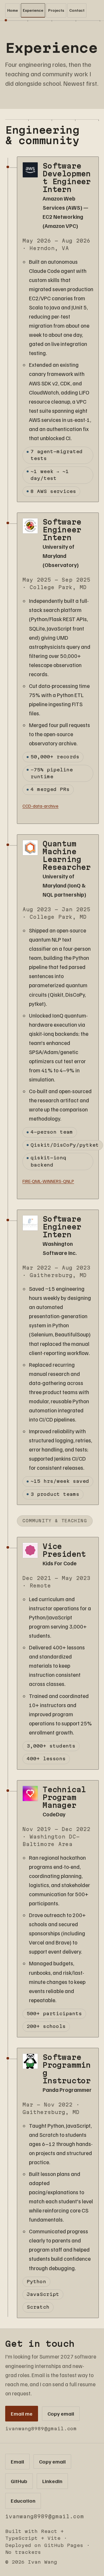 Home Experience Projects Contact
Experience
Four engineering roles, then the
teaching and community work I
did alongside school. Newest first.
Engineering
& community
aws
Software
Developmen
t Engineer
Intern
Amazon Web
Services (AWS) —
EC2 Networking
(Amazon VPC)
May 2026 — Aug 2026
· Herndon, VA
Built an autonomous
Claude Code agent with
custom skills that
migrated seven production
EC2/VPC canaries from
Scala to Java and JUnit 3,
reducing per-test
migration from about one
week to about one day,
gated on live integration
testing.
Extended an existing
canary framework with
AWS SDK v2, CDK, and
CloudWatch, adding LIFO
resource cleanup, a VPC
test suite spanning eight
AWS services in us-east-1,
and an authentication fix
that unblocked CI.
7 agent-migrated
tests
~1 week → ~1
day/test
8 AWS services
Software
Engineer
Intern
University of
Maryland
(Observatory)
May 2025 — Sep 2025
· College Park, MD
Independently built a full-
stack search platform
(Python/Flask REST APIs,
SQLite, JavaScript front
end) giving UMD
astrophysicists query and
filtering over 50,000+
telescope observation
records.
Cut data-processing time
75% with a Python ETL
pipeline ingesting FITS
files.
Merged four pull requests
to the open source
observatory archive.
50,000+ records
−75% pipeline
runtime
4 merged PRs
CCD-data-archive
Quantum
Machine
Learning
Researcher
University of
Maryland (IonQ &
NQL partnership)
Aug 2023 — Jan 2025
· College Park, MD
Shipped an open source
quantum NLP text
classifier on a four person
team, building the Python
pipeline that fed parsed
sentences into
parameterized quantum
circuits (Qiskit, DisCoPy,
pytket).
Unlocked IonQ quantum-
hardware execution via
qiskit-ionq backends; the
team's enhanced
SPSA/Adam/genetic
optimizers cut test error
from 41% to 4–9% in
simulation.
Co-built and open-sourced
the research artifact and
wrote up the comparison
methodology.
4-person team
Qiskit/DisCoPy/pytket
qiskit-ionq
backend
FIRE-QML-WINNERS-QNLP
Software
Engineer
Intern
Washington
Software Inc.
Mar 2022 — Aug 2023
· Gaithersburg, MD
Saved ~15 engineering
hours weekly by designing
an automated
presentation-generation
system in Python
(Selenium, BeautifulSoup)
that replaced the manual
client-reporting workflow.
Replaced recurring
manual research and
data-gathering across
three product teams with
modular, reusable Python
automation integrated
into CI/CD pipelines.
Improved reliability with
structured logging, retries,
error handling, and tests;
supported jenkins CI/CD
for consistent releases.
~15 hrs/week saved
3 product teams
COMMUNITY & TEACHING
Vice
President
Kids For Code
Dec 2021 — May 2023
· Remote
Led curriculum and
instructor operations for a
Python/JavaScript
program serving 3,000+
students.
Delivered 400+ lessons
and standardized
materials to keep
instruction consistent
across classes.
Trained and coordinated
10+ instructors and
improved program
operations to support 25%
enrollment growth.
3,000+ students
400+ lessons
Technical
Program
Manager
CodeDay
Nov 2019 — Dec 2022
· Washington DC–
Baltimore Area
Ran regional hackathon
programs end-to-end,
coordinating planning,
logistics, and stakeholder
communication for 500+
participants.
Drove outreach to 200+
schools and secured
sponsorships (including
Vercel and Brave) to
support event delivery.
Managed budgets,
runbooks, and risk/last-
minute changes to keep
events reliable and
repeatable.
500+ participants
200+ schools
Software
Programmin
g
Instructor
Panda Programmer
Mar — Nov 2022 ·
Gaithersburg, MD
Taught Python, JavaScript,
and Scratch to students
ages 6–12 through hands-
on projects and structured
practice.
Built lesson plans and
adapted
pacing/explanations to
match each student's level
while reinforcing core CS
fundamentals.
Communicated progress
clearly to parents and
program staff and helped
students build confidence
through debugging.
Python
JavaScript
Scratch
Get in touch
I'm looking for Summer 2027 software
engineering internships and new-
grad roles. Email is the fastest way to
reach me, and I can send a full resume
on request.
Email me Copy email
ivanwang8989@gmail.com
Email Copy email
GitHub LinkedIn
Education
ivanwang8989@gmail.com
Built with React +
TypeScript + Vite ·
Deployed on GitHub Pages ·
No trackers
© 2026 Ivan Wang